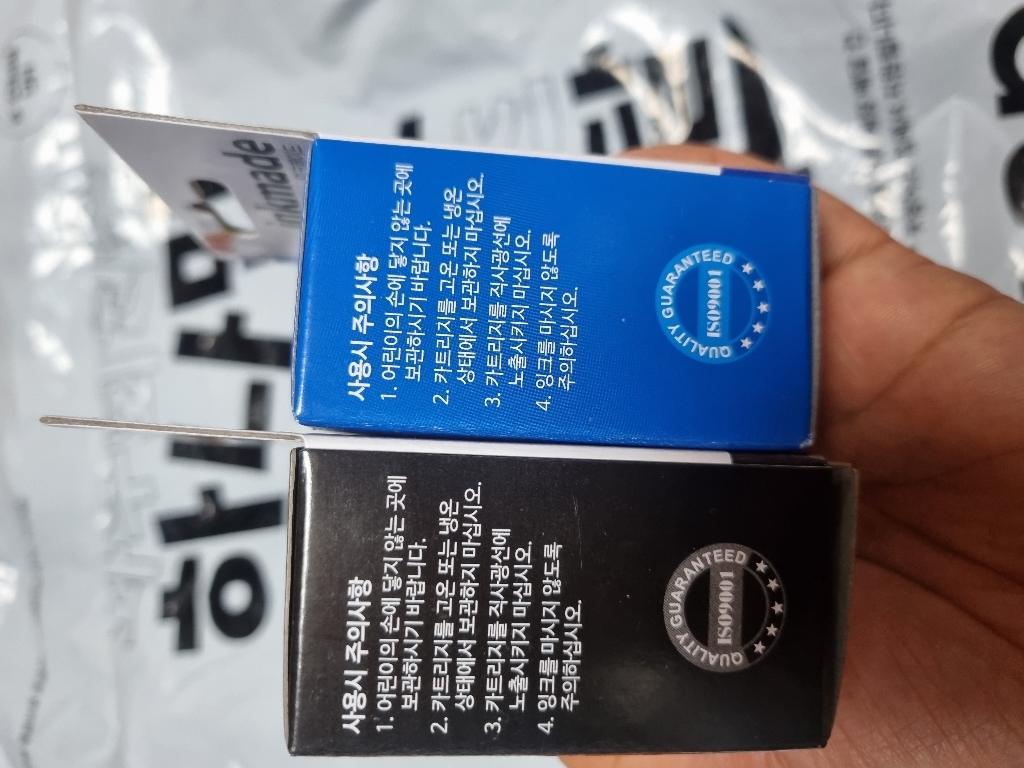 inkmade
사용시 주의사항
1. 어린이의 손에 닿지 않는 곳에
보관하시기 바랍니다.
2. 카트리지를 고온 또는 냉온
상태에서 보관하지 마십시오.
3. 카트리지를 직사광선에
노출시키지 마십시오.
4. 잉크를 마시지 않도록
주의하십시오.
QUALITY GUARANTEED
ISO9001
사용시 주의사항
1. 어린이의 손에 닿지 않는 곳에
보관하시기 바랍니다.
2. 카트리지를 고온 또는 냉온
상태에서 보관하지 마십시오.
3. 카트리지를 직사광선에
노출시키지 마십시오.
4. 잉크를 마시지 않도록
주의하십시오.
QUALITY GUARANTEED
ISO9001